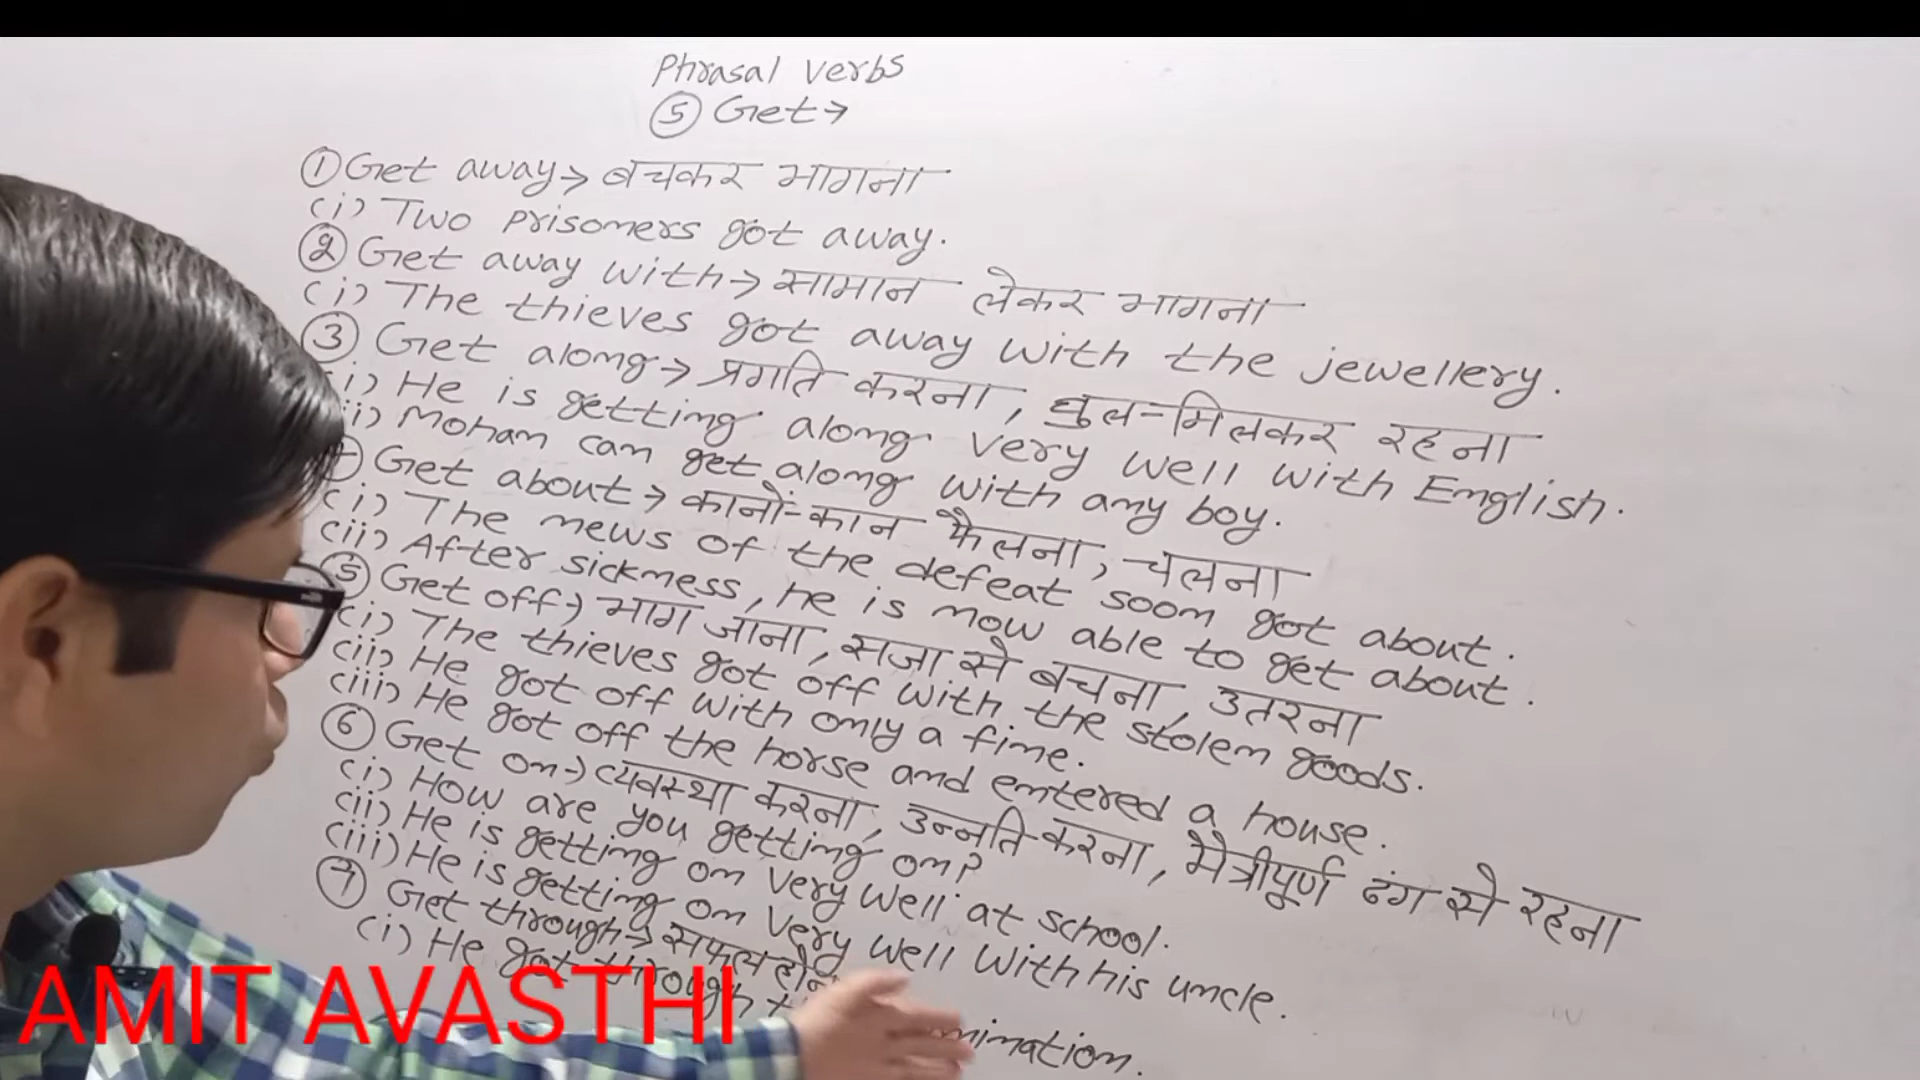 Phrasal Verbs
⑤ Get→
① Get away→ बचकर भागना
(i) Two prisoners got away.
② Get away with→ सामान लेकर भागना
(i) The thieves got away with the jewellery.
③ Get along→ प्रगति करना, घुल-मिलकर रहना
i) He is getting along very well with English.
ii) Mohan can get along with any boy.
Get about→ कानों-कान फैलना, चलना
(i) The news of the defeat soon got about.
(ii) After sickness, he is now able to get about.
⑤ Get off→ भाग जाना, सजा से बचना, उतरना
(i) The thieves got off with the stolen goods.
(ii) He got off with only a fine.
(iii) He got off the horse and entered a house.
⑥ Get on→ व्यवस्था करना, उन्नति करना, मैत्रीपूर्ण ढंग से रहना
(i) How are you getting on?
(ii) He is getting on very well at school.
(iii) He is getting on very well with his uncle.
⑦ Get through→ सफल
(i) He got through
AMIT AVASTHI